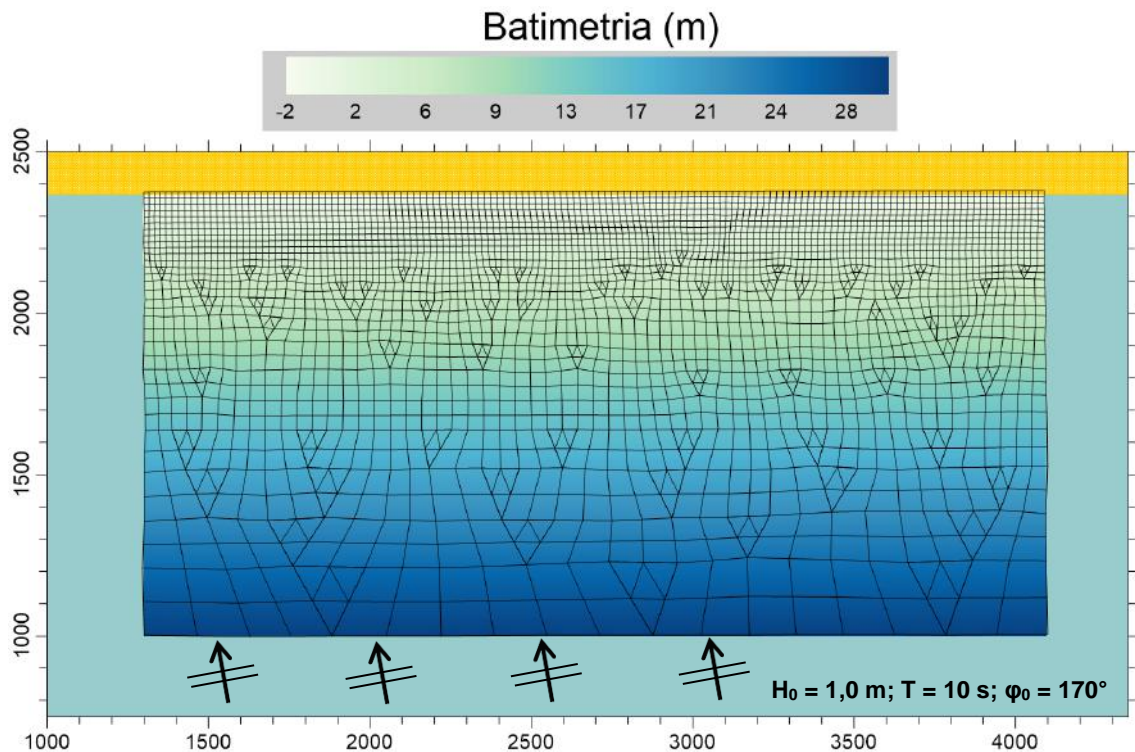 Batimetria (m)
-2 2 6 9 13 17 21 24 28
2500
2000
1500
1000
H₀ = 1,0 m; T = 10 s; φ₀ = 170°
1000 1500 2000 2500 3000 3500 4000